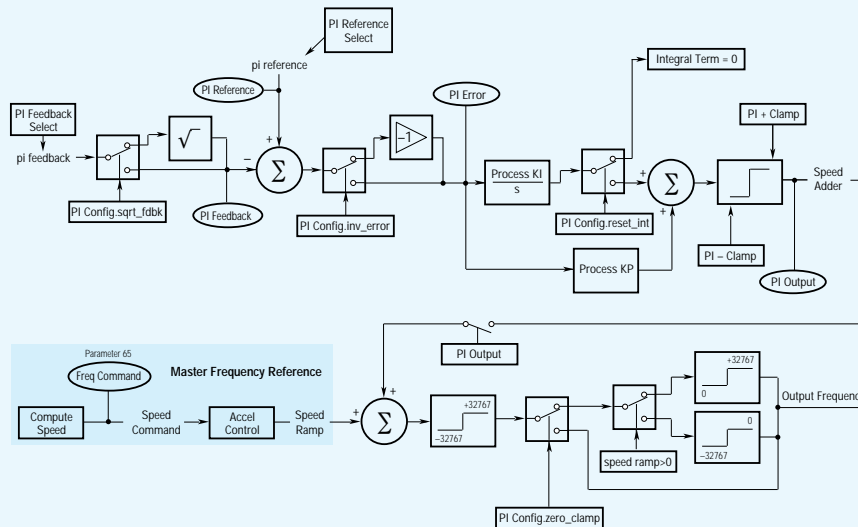 PI Reference
Select
pi reference
PI Reference
PI Feedback
Select
pi feedback
√
+
−
Σ
PI Config.sqrt_fdbk
PI Feedback
−1
PI Config.inv_error
PI Error
Process KI
s
Integral Term = 0
PI Config.reset_int
+
Σ
+
Process KP
PI + Clamp
PI – Clamp
Speed
Adder
PI Output
PI Output
Parameter 65
Freq Command
Master Frequency Reference
Compute
Speed
Speed
Command
Accel
Control
Speed
Ramp
+
+
Σ
+32767
–32767
PI Config.zero_clamp
speed ramp>0
+32767
0
0
–32767
Output Frequenc